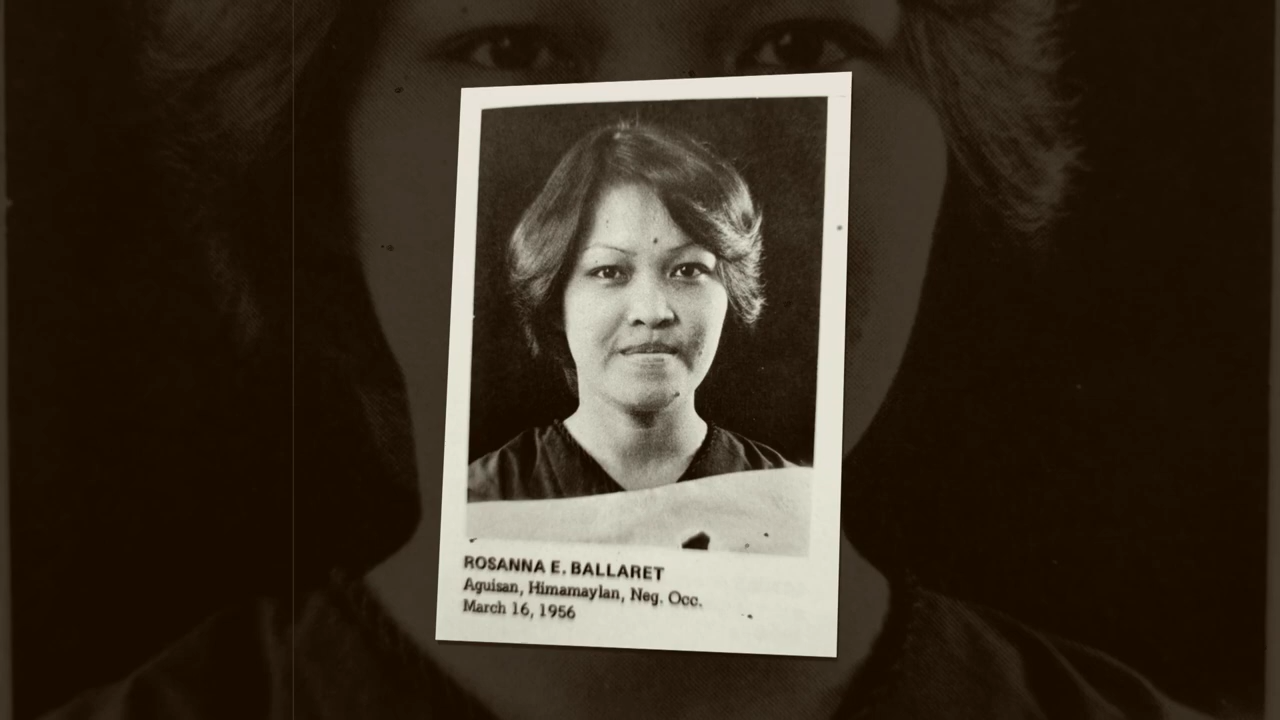 ROSANNA E. BALLARET
Aguisan, Himamaylan, Neg. Occ.
March 16, 1956